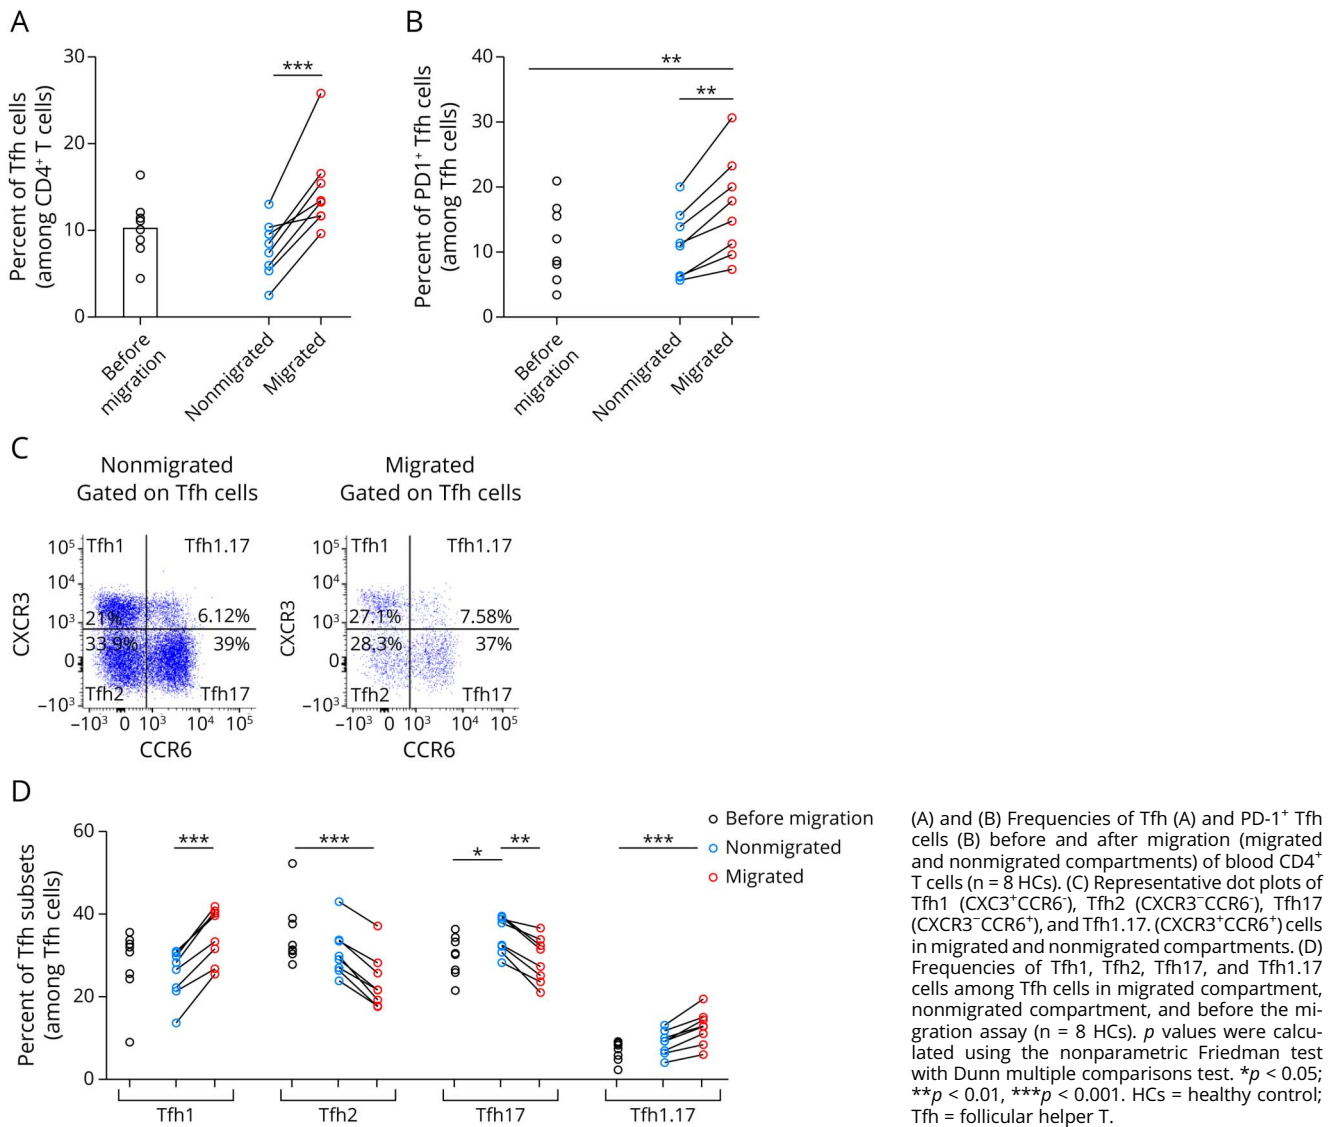 A
B
30
20
10
0
Percent of Tfh cells
(among CD4⁺ T cells)
***
Before
migration
Nonmigrated
Migrated
40
30
20
10
0
Percent of PD1⁺ Tfh cells
(among Tfh cells)
**
**
Before
migration
Nonmigrated
Migrated
C
Nonmigrated
Gated on Tfh cells
Migrated
Gated on Tfh cells
CXCR3
10⁵
10⁴
10³
0
−10³
Tfh1
Tfh1.17
21%
6.12%
33.9%
39%
Tfh2
Tfh17
−10³ 0 10³ 10⁴ 10⁵
CCR6
CXCR3
10⁵
10⁴
10³
0
−10³
Tfh1
Tfh1.17
27.1%
7.58%
28.3%
37%
Tfh2
Tfh17
−10³ 0 10³ 10⁴ 10⁵
CCR6
D
60
40
20
0
Percent of Tfh subsets
(among Tfh cells)
***
***
*
**
***
Tfh1
Tfh2
Tfh17
Tfh1.17
Before migration
Nonmigrated
Migrated
(A) and (B) Frequencies of Tfh (A) and PD-1⁺ Tfh
cells (B) before and after migration (migrated
and nonmigrated compartments) of blood CD4⁺
T cells (n = 8 HCs). (C) Representative dot plots of
Tfh1 (CXC3⁺CCR6⁻), Tfh2 (CXCR3⁻CCR6⁻), Tfh17
(CXCR3⁻CCR6⁺), and Tfh1.17. (CXCR3⁺CCR6⁺) cells
in migrated and nonmigrated compartments. (D)
Frequencies of Tfh1, Tfh2, Tfh17, and Tfh1.17
cells among Tfh cells in migrated compartment,
nonmigrated compartment, and before the mi-
gration assay (n = 8 HCs). p values were calcu-
lated using the nonparametric Friedman test
with Dunn multiple comparisons test. *p < 0.05;
**p < 0.01, ***p < 0.001. HCs = healthy control;
Tfh = follicular helper T.